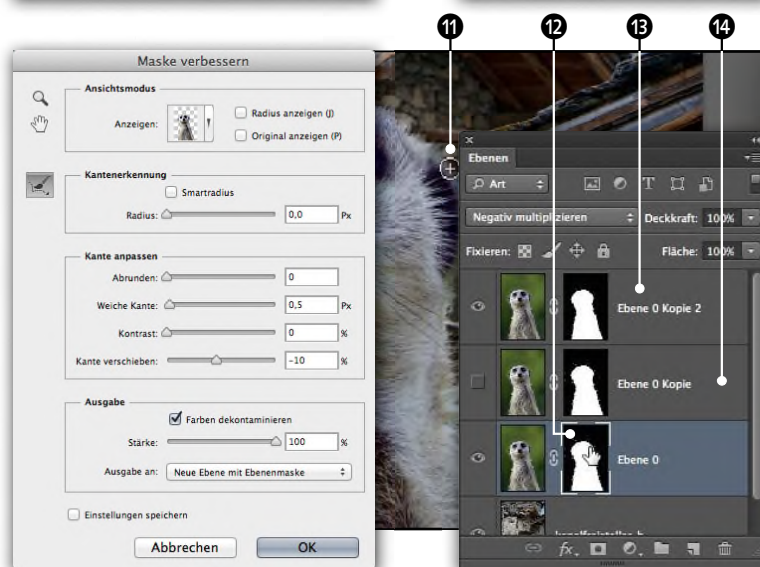 11 12 13 14
Maske verbessern
Ansichtsmodus
Anzeigen:
Radius anzeigen (J)
Original anzeigen (P)
Kantenerkennung
Smartradius
Radius: 0,0 Px
Kante anpassen
Abrunden: 0
Weiche Kante: 0,5 Px
Kontrast: 0 %
Kante verschieben: -10 %
Ausgabe
Farben dekontaminieren
Stärke: 100 %
Ausgabe an: Neue Ebene mit Ebenenmaske
Einstellungen speichern
Abbrechen OK
Ebenen
Art
Negativ multiplizieren Deckkraft: 100%
Fixieren: Fläche: 100%
Ebene 0 Kopie 2
Ebene 0 Kopie
Ebene 0
fx